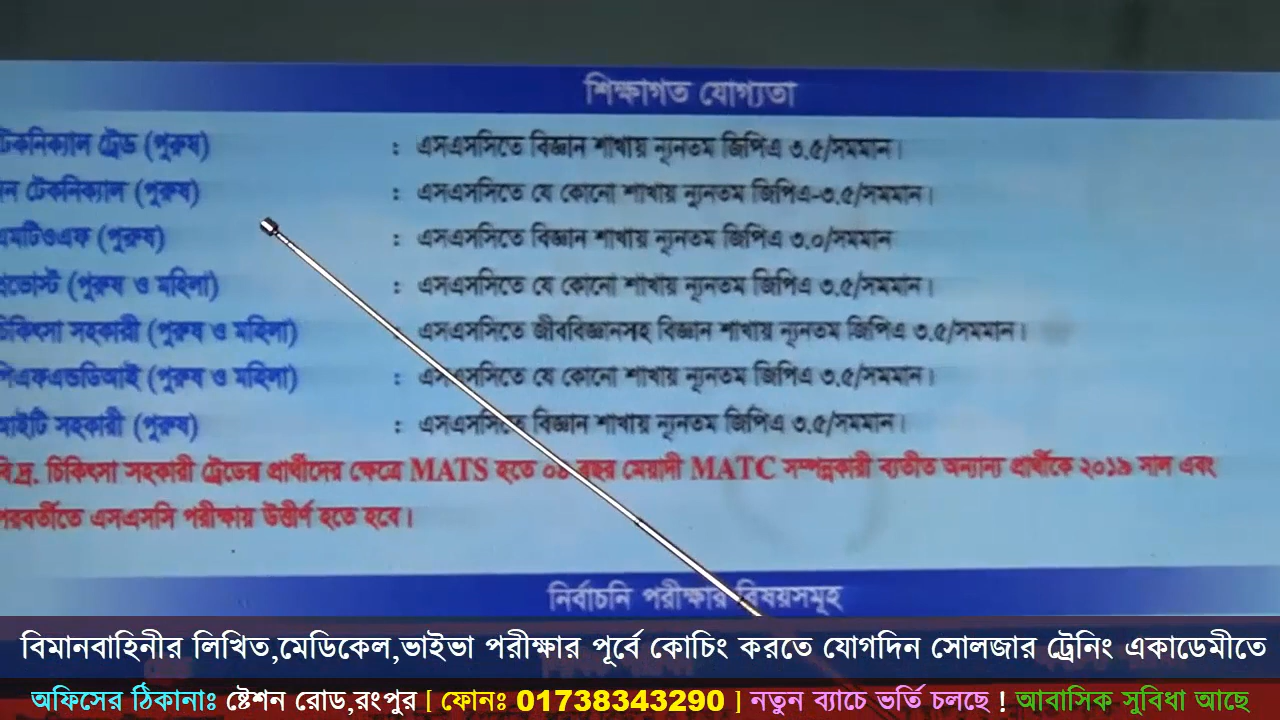 শিক্ষাগত যোগ্যতা
টেকনিক্যাল ট্রেড (পুরুষ) : এসএসসিতে বিজ্ঞান শাখায় ন্যূনতম জিপিএ ৩.৫/সমমান।
নন টেকনিক্যাল (পুরুষ) : এসএসসিতে যে কোনো শাখায় ন্যূনতম জিপিএ-৩.৫/সমমান।
এমটিওএফ (পুরুষ) : এসএসসিতে বিজ্ঞান শাখায় ন্যূনতম জিপিএ ৩.০/সমমান
প্রভোস্ট (পুরুষ ও মহিলা) : এসএসসিতে যে কোনো শাখায় ন্যূনতম জিপিএ ৩.৫/সমমান।
চিকিৎসা সহকারী (পুরুষ ও মহিলা) : এসএসসিতে জীববিজ্ঞানসহ বিজ্ঞান শাখায় ন্যূনতম জিপিএ ৩.৫/সমমান।
পিএফএন্ডডিআই (পুরুষ ও মহিলা) : এসএসসিতে যে কোনো শাখায় ন্যূনতম জিপিএ ৩.৫/সমমান।
আইটি সহকারী (পুরুষ) : এসএসসিতে বিজ্ঞান শাখায় ন্যূনতম জিপিএ ৩.৫/সমমান।
বি.দ্র. চিকিৎসা সহকারী ট্রেডের প্রার্থীদের ক্ষেত্রে MATS হতে বছর মেয়াদী MATC সম্পন্নকারী ব্যতীত অন্যান্য প্রার্থীকে ২০১৯ সাল এবং
পরবর্তীতে এসএসসি পরীক্ষায় উত্তীর্ণ হতে হবে।
নির্বাচনি পরীক্ষার বিষয়সমূহ
বিমানবাহিনীর লিখিত,মেডিকেল,ভাইভা পরীক্ষার পূর্বে কোচিং করতে যোগদিন সোলজার ট্রেনিং একাডেমীতে
অফিসের ঠিকানাঃ ষ্টেশন রোড,রংপুর [ ফোনঃ 01738343290 ] নতুন ব্যাচে ভর্তি চলছে ! আবাসিক সুবিধা আছে